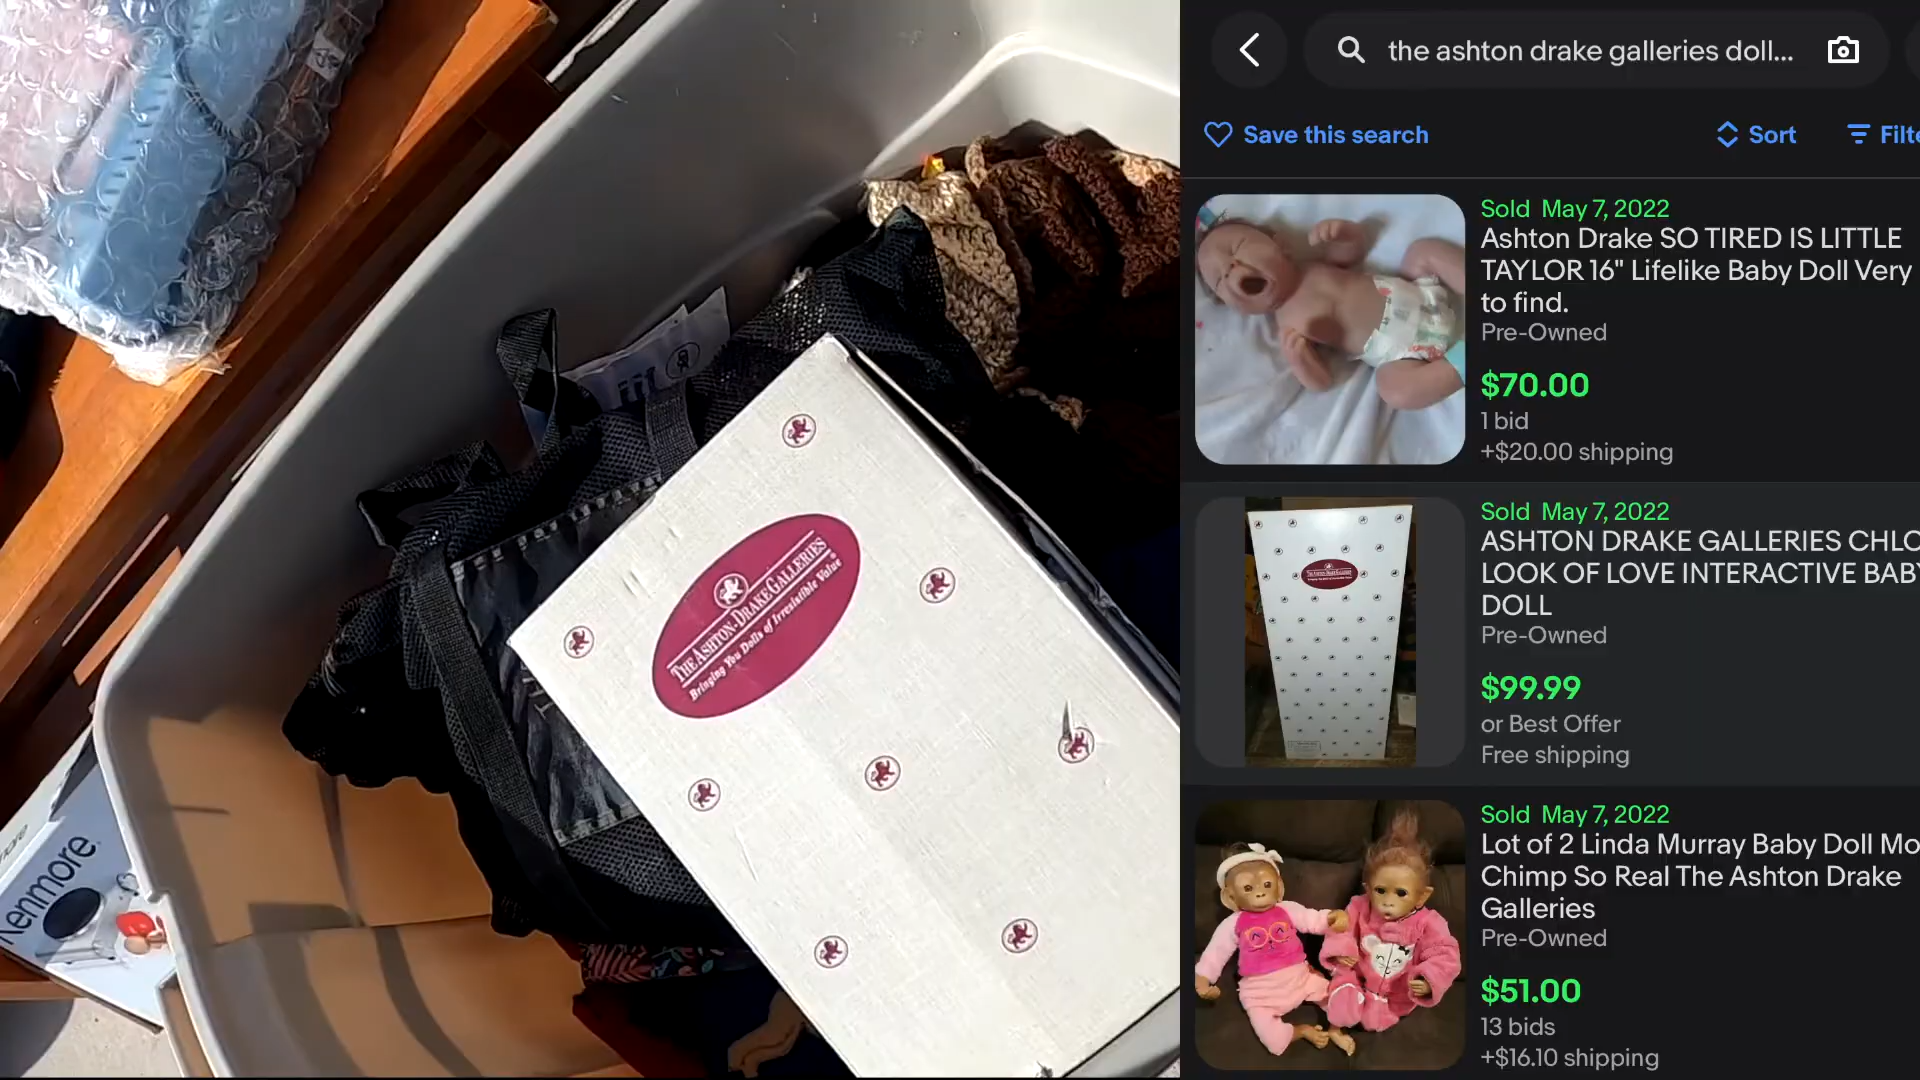 THE ASHTON-DRAKE GALLERIES
Bringing You Dolls of Irresistible Value
Kenmore
the ashton drake galleries doll...
Save this search
Sort
Filte
Sold May 7, 2022
Ashton Drake SO TIRED IS LITTLE
TAYLOR 16" Lifelike Baby Doll Very
to find.
Pre-Owned
$70.00
1 bid
+$20.00 shipping
Sold May 7, 2022
ASHTON DRAKE GALLERIES CHLO
LOOK OF LOVE INTERACTIVE BABY
DOLL
Pre-Owned
$99.99
or Best Offer
Free shipping
Sold May 7, 2022
Lot of 2 Linda Murray Baby Doll Mo
Chimp So Real The Ashton Drake
Galleries
Pre-Owned
$51.00
13 bids
+$16.10 shipping